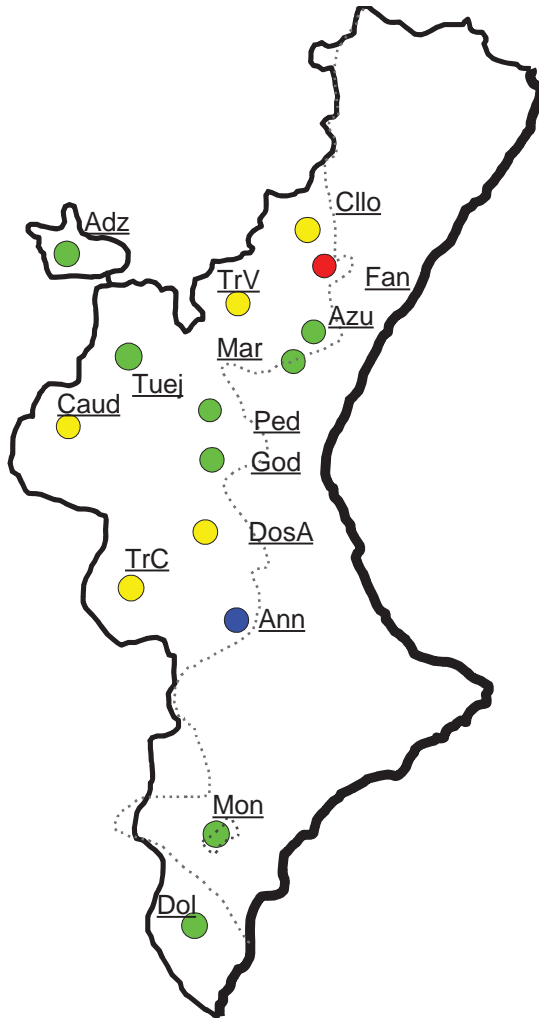 Cllo
Adz
Fan
TrV
Azu
Mar
Tuej
Caud
Ped
God
DosA
TrC
Ann
Mon
Dol